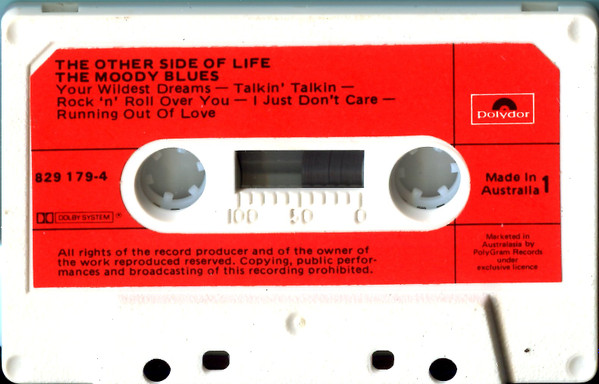 THE OTHER SIDE OF LIFE
THE MOODY BLUES
Your Wildest Dreams — Talkin' Talkin —
Rock 'n' Roll Over You — I Just Don't Care —
Running Out Of Love
polydor
829 179-4
Made in
Australia 1
100 50 0
DOLBY SYSTEM ®
All rights of the record producer and of the owner of
the work reproduced reserved. Copying, public perfor-
mances and broadcasting of this recording prohibited.
Marketed in
Australasia by
PolyGram Records
under
exclusive licence